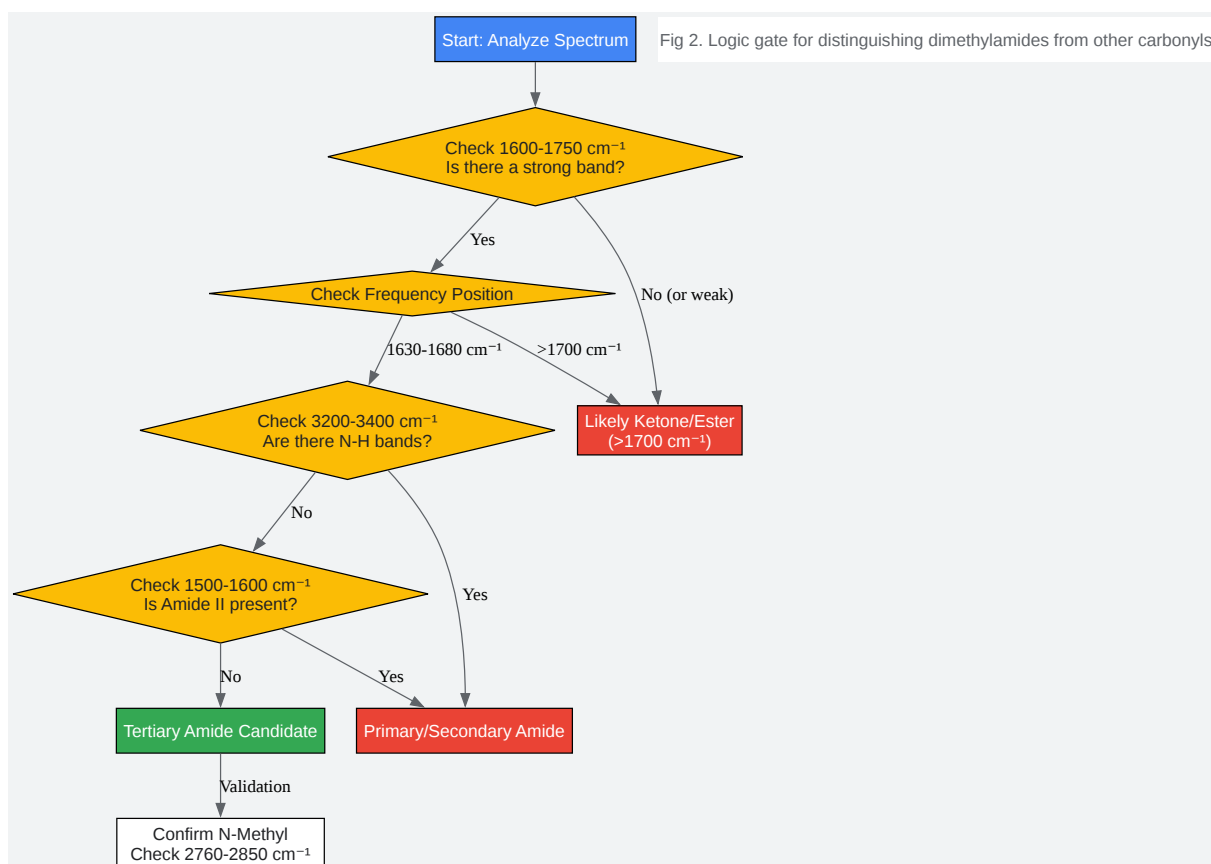 Start: Analyze Spectrum
Fig 2. Logic gate for distinguishing dimethylamides from other carbonyls
Check 1600-1750 cm⁻¹
Is there a strong band?
Yes
No (or weak)
Check Frequency Position
1630-1680 cm⁻¹
>1700 cm⁻¹
Check 3200-3400 cm⁻¹
Are there N-H bands?
Likely Ketone/Ester
(>1700 cm⁻¹)
No
Yes
Check 1500-1600 cm⁻¹
Is Amide II present?
No
Yes
Tertiary Amide Candidate
Primary/Secondary Amide
Validation
Confirm N-Methyl
Check 2760-2850 cm⁻¹